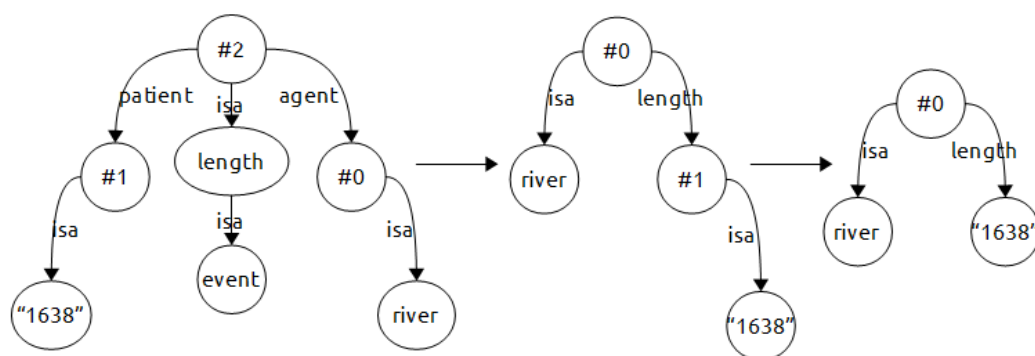 #2
patient isa agent
#1 length #0
isa isa isa
“1638” event river
#0
isa length
river #1
isa
“1638”
#0
isa length
river “1638”